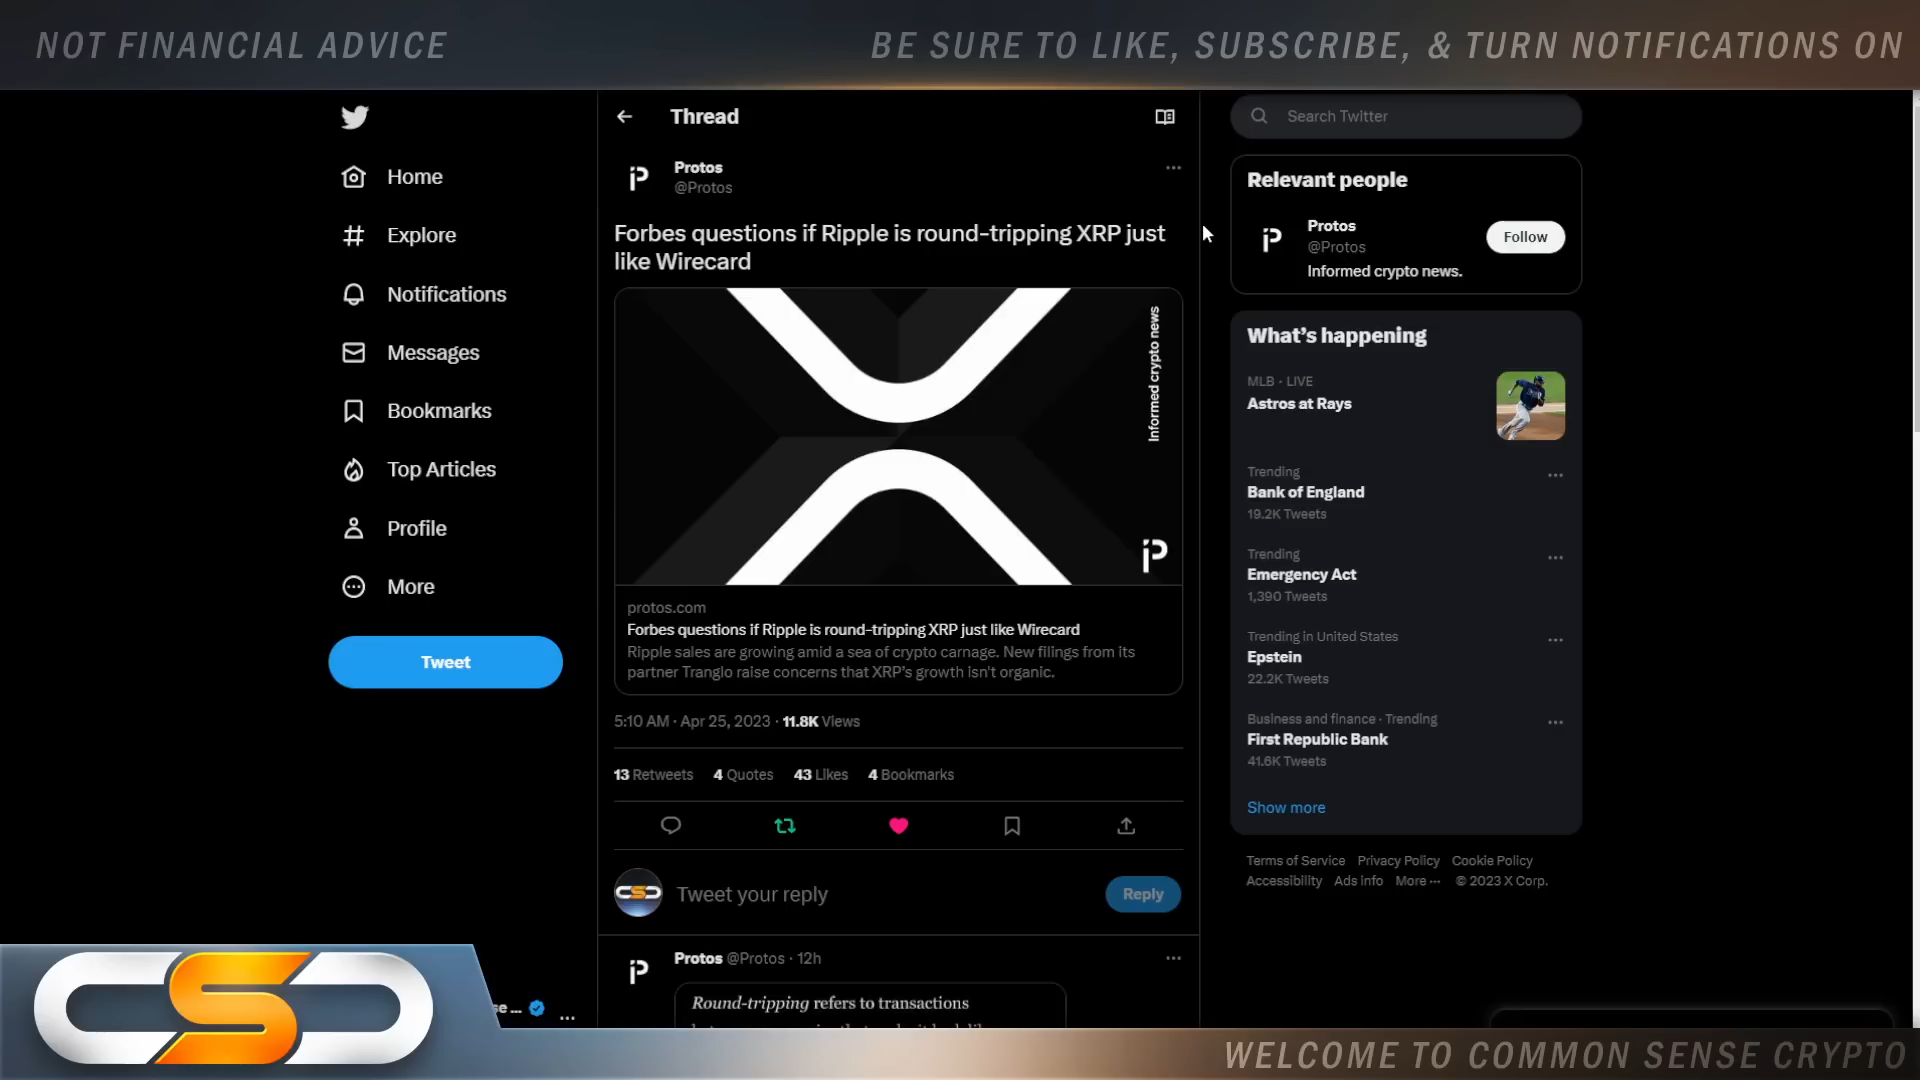 NOT FINANCIAL ADVICE
BE SURE TO LIKE, SUBSCRIBE, & TURN NOTIFICATIONS ON
Home
Explore
Notifications
Messages
Bookmarks
Top Articles
Profile
More
Tweet
Thread
Protos
@Protos
Forbes questions if Ripple is round-tripping XRP just
like Wirecard
Informed crypto news
protos.com
Forbes questions if Ripple is round-tripping XRP just like Wirecard
Ripple sales are growing amid a sea of crypto carnage. New filings from its
partner Tranglo raise concerns that XRP's growth isn't organic.
5:10 AM · Apr 25, 2023 · 11.8K Views
13 Retweets 4 Quotes 43 Likes 4 Bookmarks
CSC
Tweet your reply
Reply
Protos @Protos · 12h
Round-tripping refers to transactions
Search Twitter
Relevant people
Protos
@Protos
Follow
Informed crypto news.
What's happening
MLB · LIVE
Astros at Rays
Trending
Bank of England
19.2K Tweets
Trending
Emergency Act
1,390 Tweets
Trending in United States
Epstein
22.2K Tweets
Business and finance · Trending
First Republic Bank
41.6K Tweets
Show more
Terms of Service Privacy Policy Cookie Policy
Accessibility Ads info More ··· © 2023 X Corp.
CSC
se ...
WELCOME TO COMMON SENSE CRYPTO